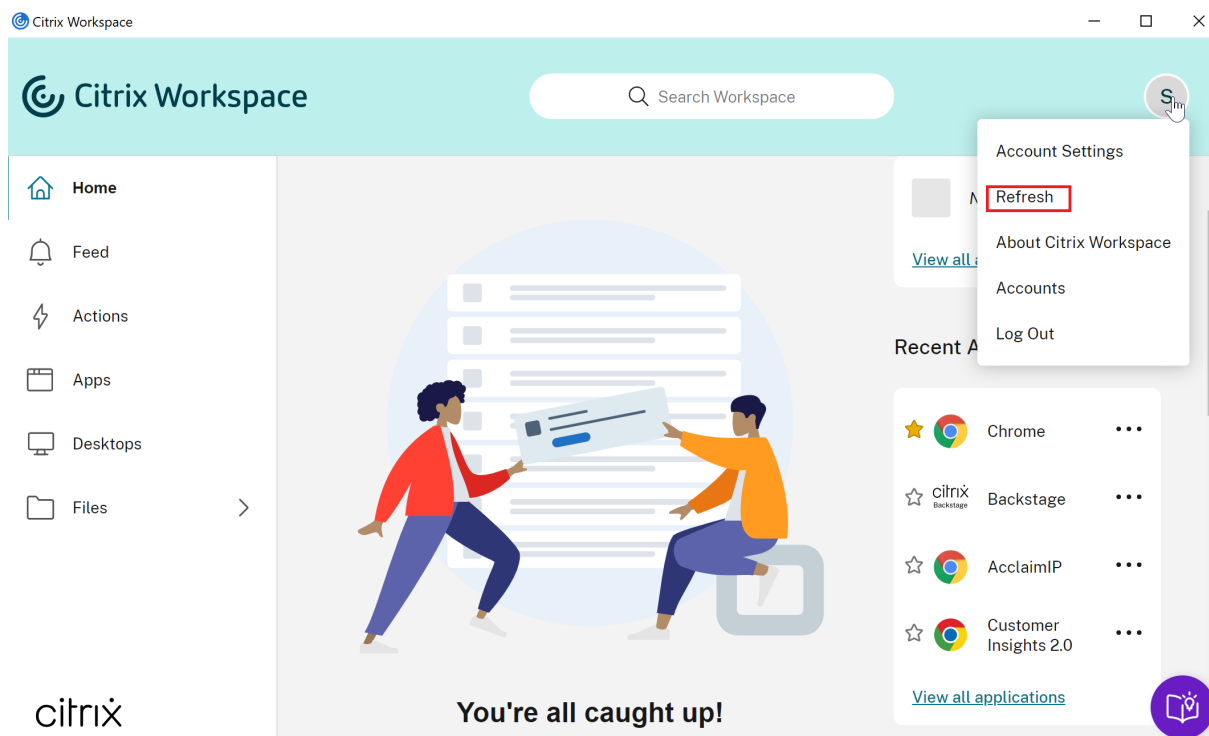 Citrix Workspace
Citrix Workspace
Search Workspace
S
Account Settings
Refresh
About Citrix Workspace
Accounts
Log Out
Home
Feed
Actions
Apps
Desktops
Files
citrix
You're all caught up!
View all
Recent A
Chrome
citrix
Backstage
Backstage
AcclaimIP
Customer
Insights 2.0
View all applications